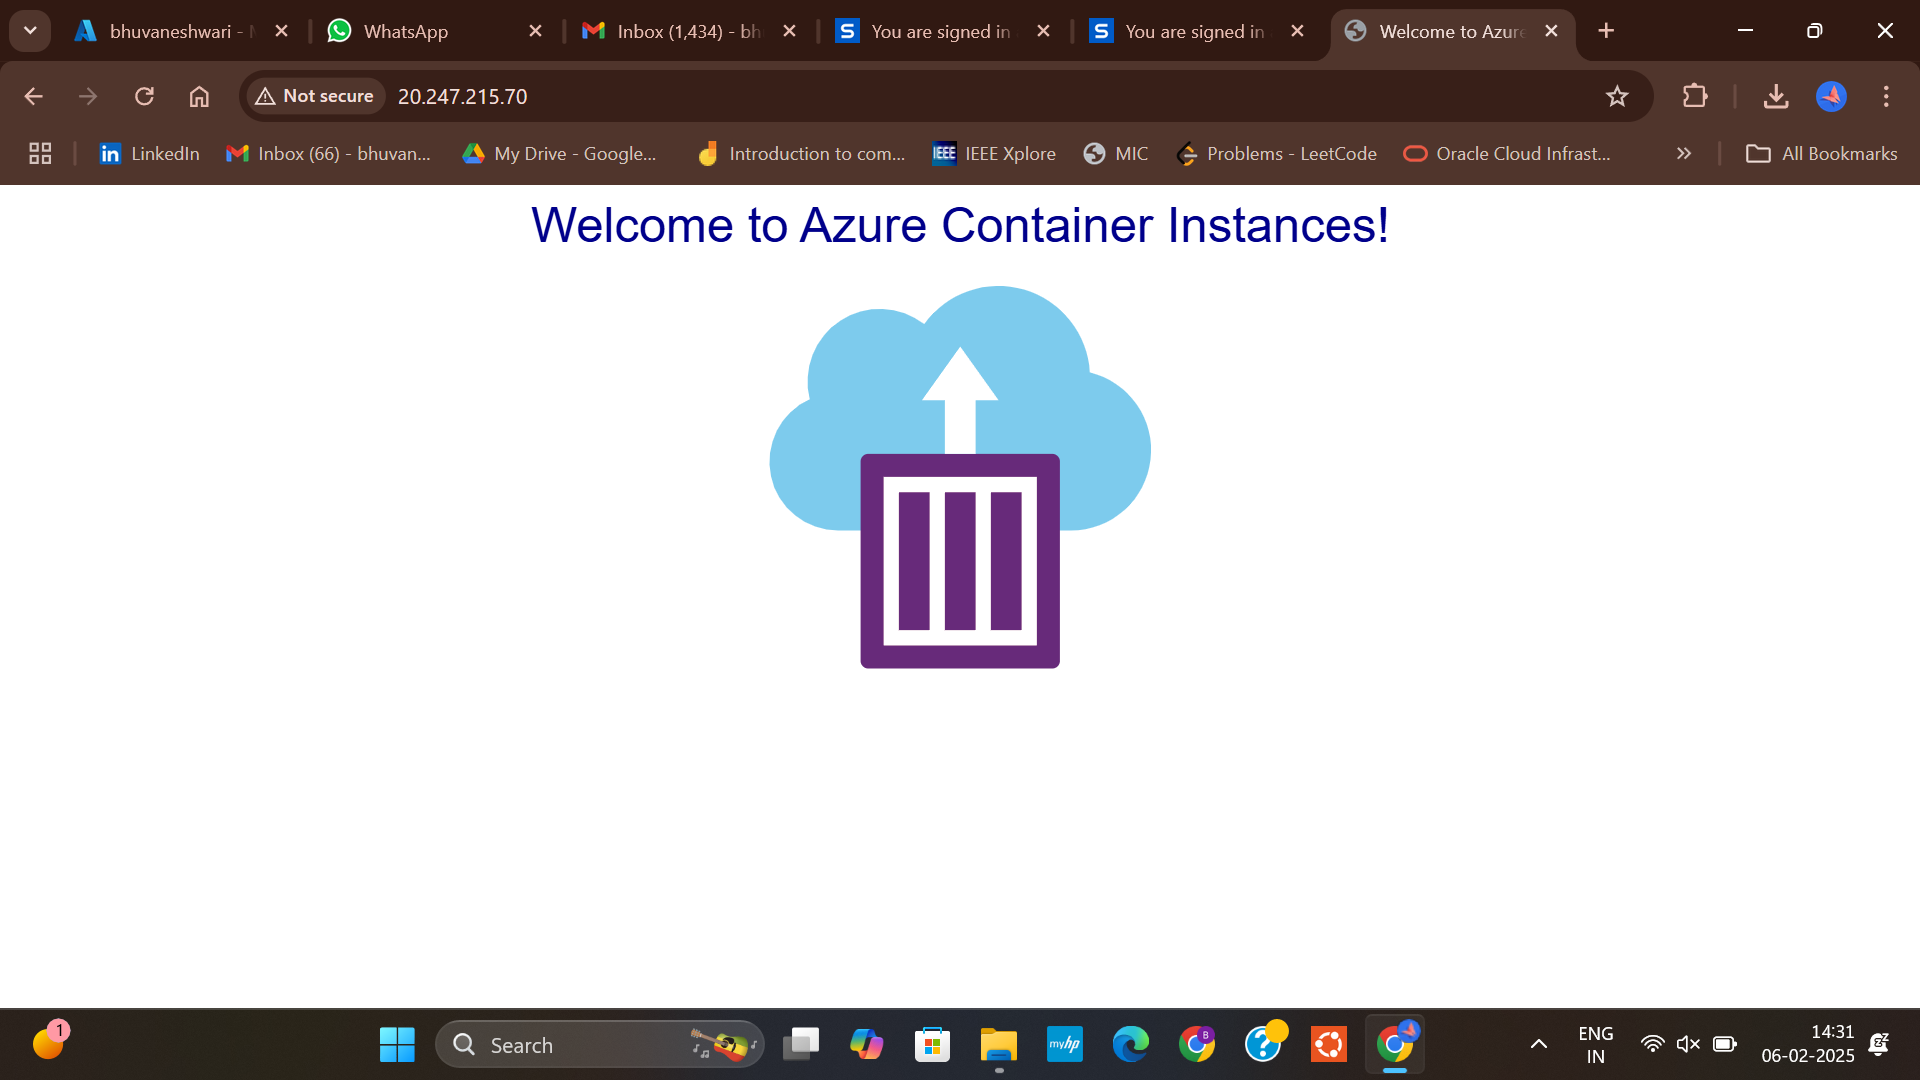 bhuvaneshwari -
WhatsApp
Inbox (1,434) - bh
You are signed in
You are signed in
Welcome to Azure
Not secure
20.247.215.70
LinkedIn
Inbox (66) - bhuvan...
My Drive - Google...
Introduction to com...
IEEE
IEEE Xplore
MIC
Problems - LeetCode
Oracle Cloud Infrast...
All Bookmarks
Welcome to Azure Container Instances!
1
Search
myhp
B
ENG
IN
14:31
06-02-2025